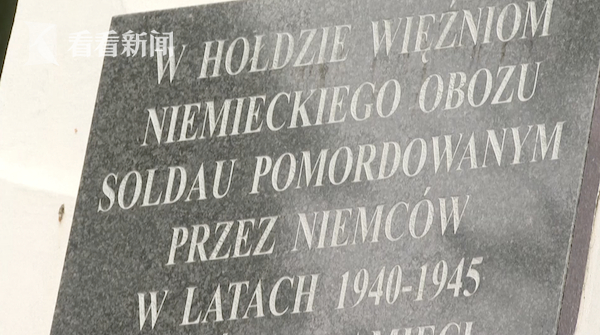 看看新闻
W HOŁDZIE WIĘŹNIOM
NIEMIECKIEGO OBOZU
SOLDAU POMORDOWANYM
PRZEZ NIEMCÓW
W LATACH 1940-1945